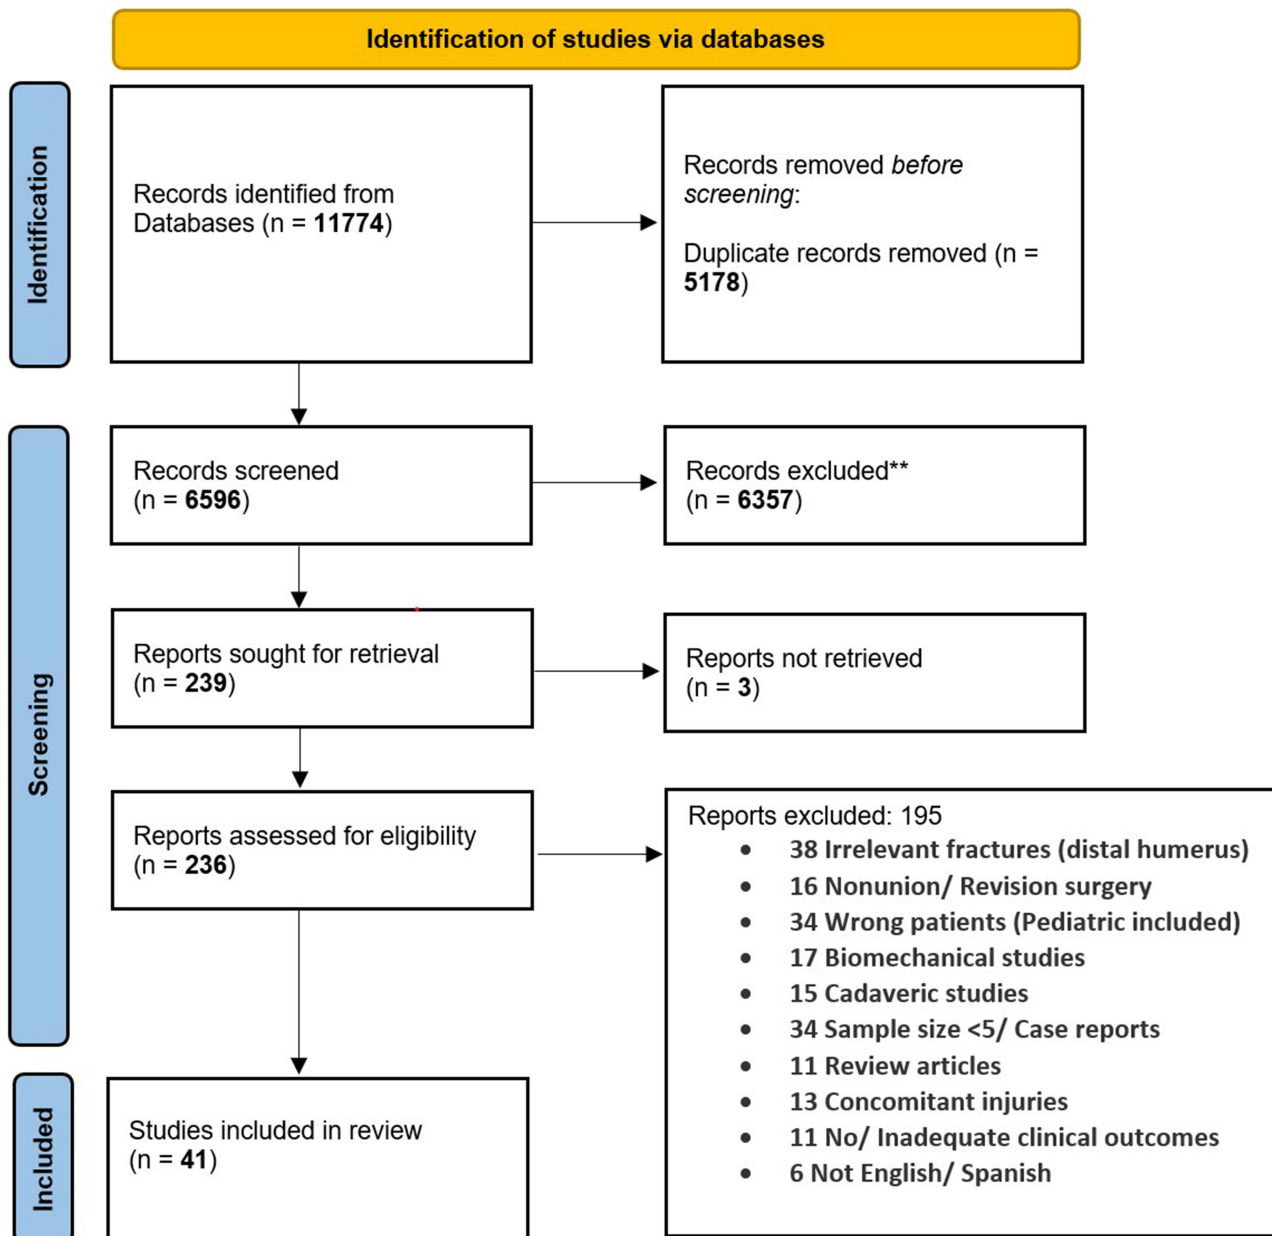 Identification of studies via databases
Identification
Records identified from
Databases (n = 11774)
Records removed before
screening:
Duplicate records removed (n =
5178)
Screening
Records screened
(n = 6596)
Records excluded**
(n = 6357)
Reports sought for retrieval
(n = 239)
Reports not retrieved
(n = 3)
Reports assessed for eligibility
(n = 236)
Reports excluded: 195
• 38 Irrelevant fractures (distal humerus)
• 16 Nonunion/ Revision surgery
• 34 Wrong patients (Pediatric included)
• 17 Biomechanical studies
• 15 Cadaveric studies
• 34 Sample size <5/ Case reports
• 11 Review articles
• 13 Concomitant injuries
• 11 No/ Inadequate clinical outcomes
• 6 Not English/ Spanish
Included
Studies included in review
(n = 41)